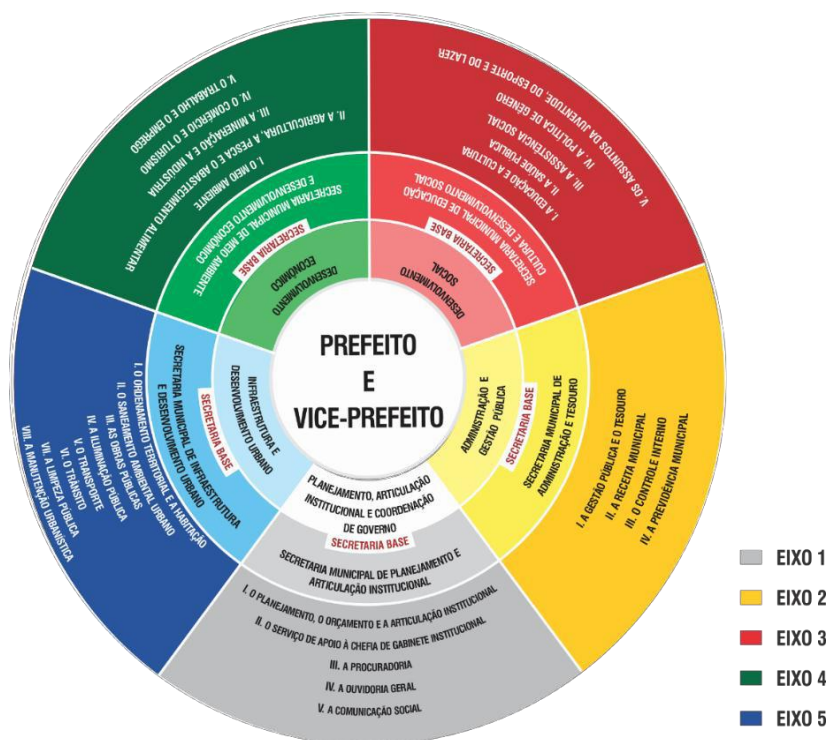 PREFEITO
E
VICE-PREFEITO
PLANEJAMENTO, ARTICULAÇÃO
INSTITUCIONAL E COORDENAÇÃO
DE GOVERNO
SECRETARIA BASE
SECRETARIA MUNICIPAL DE PLANEJAMENTO E
ARTICULAÇÃO INSTITUCIONAL
I. O PLANEJAMENTO, O ORÇAMENTO E A ARTICULAÇÃO INSTITUCIONAL
II. O SERVIÇO DE APOIO À CHEFIA DE GABINETE INSTITUCIONAL
III. A PROCURADORIA
IV. A OUVIDORIA GERAL
V. A COMUNICAÇÃO SOCIAL
ADMINISTRAÇÃO E
GESTÃO PÚBLICA
SECRETARIA BASE
SECRETARIA MUNICIPAL DE
ADMINISTRAÇÃO E TESOURO
I. A GESTÃO PÚBLICA E O TESOURO
II. A RECEITA MUNICIPAL
III. O CONTROLE INTERNO
IV. A PREVIDÊNCIA MUNICIPAL
DESENVOLVIMENTO
SOCIAL
SECRETARIA BASE
SECRETARIA MUNICIPAL DE EDUCAÇÃO
CULTURA E DESENVOLVIMENTO SOCIAL
I. A EDUCAÇÃO E A CULTURA
II. A SAÚDE PÚBLICA
III. A ASSISTÊNCIA SOCIAL
IV. A POLÍTICA DE GÊNERO
V. OS ASSUNTOS DA JUVENTUDE, DO ESPORTE E DO LAZER
DESENVOLVIMENTO
ECONÔMICO
SECRETARIA BASE
SECRETARIA MUNICIPAL DE MEIO AMBIENTE
E DESENVOLVIMENTO ECONÔMICO
I. O MEIO AMBIENTE
II. A AGRICULTURA, A PESCA E O ABASTECIMENTO ALIMENTAR
III. A MINERAÇÃO E A INDÚSTRIA
IV. O COMÉRCIO E O TURISMO
V. O TRABALHO E O EMPREGO
INFRAESTRUTURA E
DESENVOLVIMENTO URBANO
SECRETARIA BASE
SECRETARIA MUNICIPAL DE INFRAESTRUTURA
E DESENVOLVIMENTO URBANO
I. O ORDENAMENTO TERRITORIAL E A HABITAÇÃO
II. O SANEAMENTO AMBIENTAL URBANO
III. AS OBRAS PÚBLICAS
IV. A ILUMINAÇÃO PÚBLICA
V. O TRANSPORTE
VI. O TRÂNSITO
VII. A LIMPEZA PÚBLICA
VIII. A MANUTENÇÃO URBANÍSTICA
EIXO 1
EIXO 2
EIXO 3
EIXO 4
EIXO 5